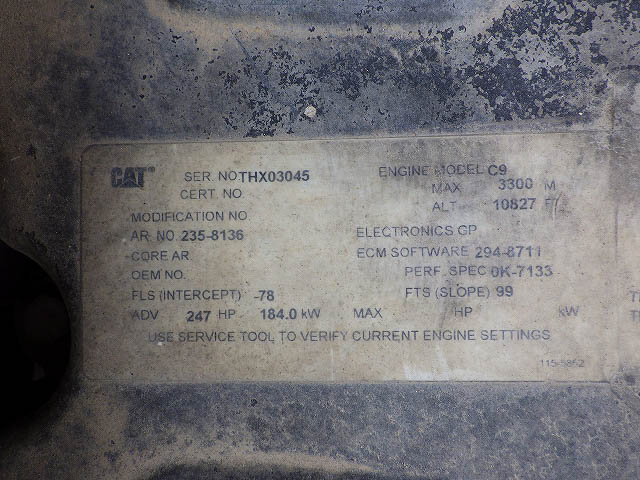 CAT SER. NO THX03045 ENGINE MODEL C9
CERT. NO. MAX 3300 M
MODIFICATION NO. ALT 10827 FT
AR. NO. 235-8136 ELECTRONICS GP
CORE AR ECM SOFTWARE 294-8711
OEM NO. PERF. SPEC 0K-7133
FLS (INTERCEPT) -78 FTS (SLOPE) 99
ADV 247 HP 184.0 kW MAX HP kW
USE SERVICE TOOL TO VERIFY CURRENT ENGINE SETTINGS
115-5862